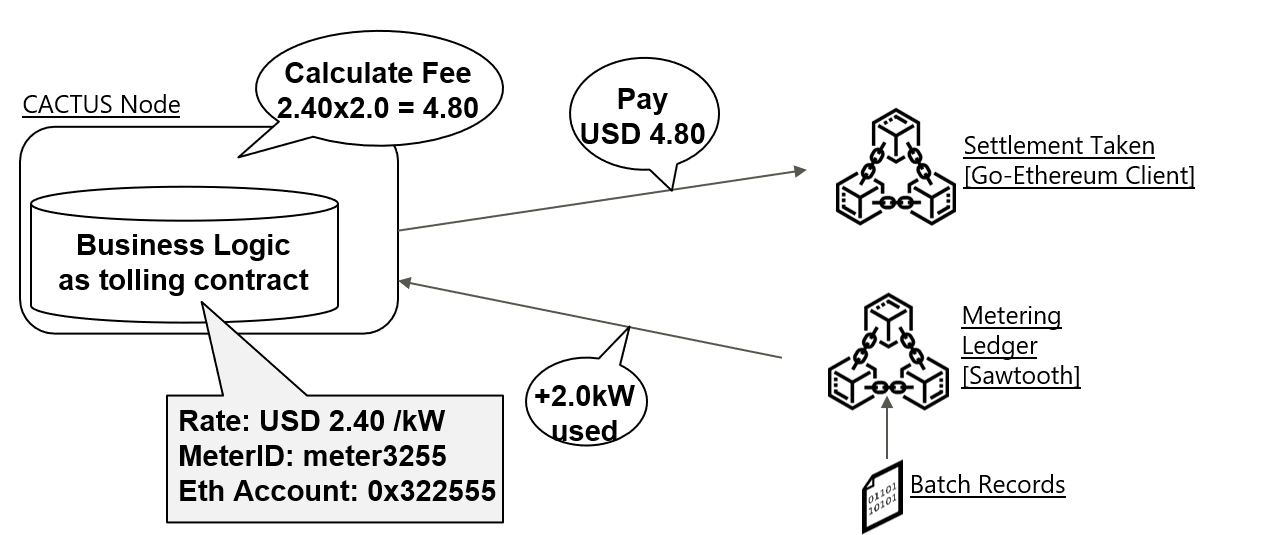 CACTUS Node
Calculate Fee
2.40x2.0 = 4.80
Pay
USD 4.80
Settlement Taken
[Go-Ethereum Client]
Business Logic
as tolling contract
+2.0kW
used
Metering
Ledger
[Sawtooth]
Rate: USD 2.40 /kW
MeterID: meter3255
Eth Account: 0x322555
01101
10101
Batch Records